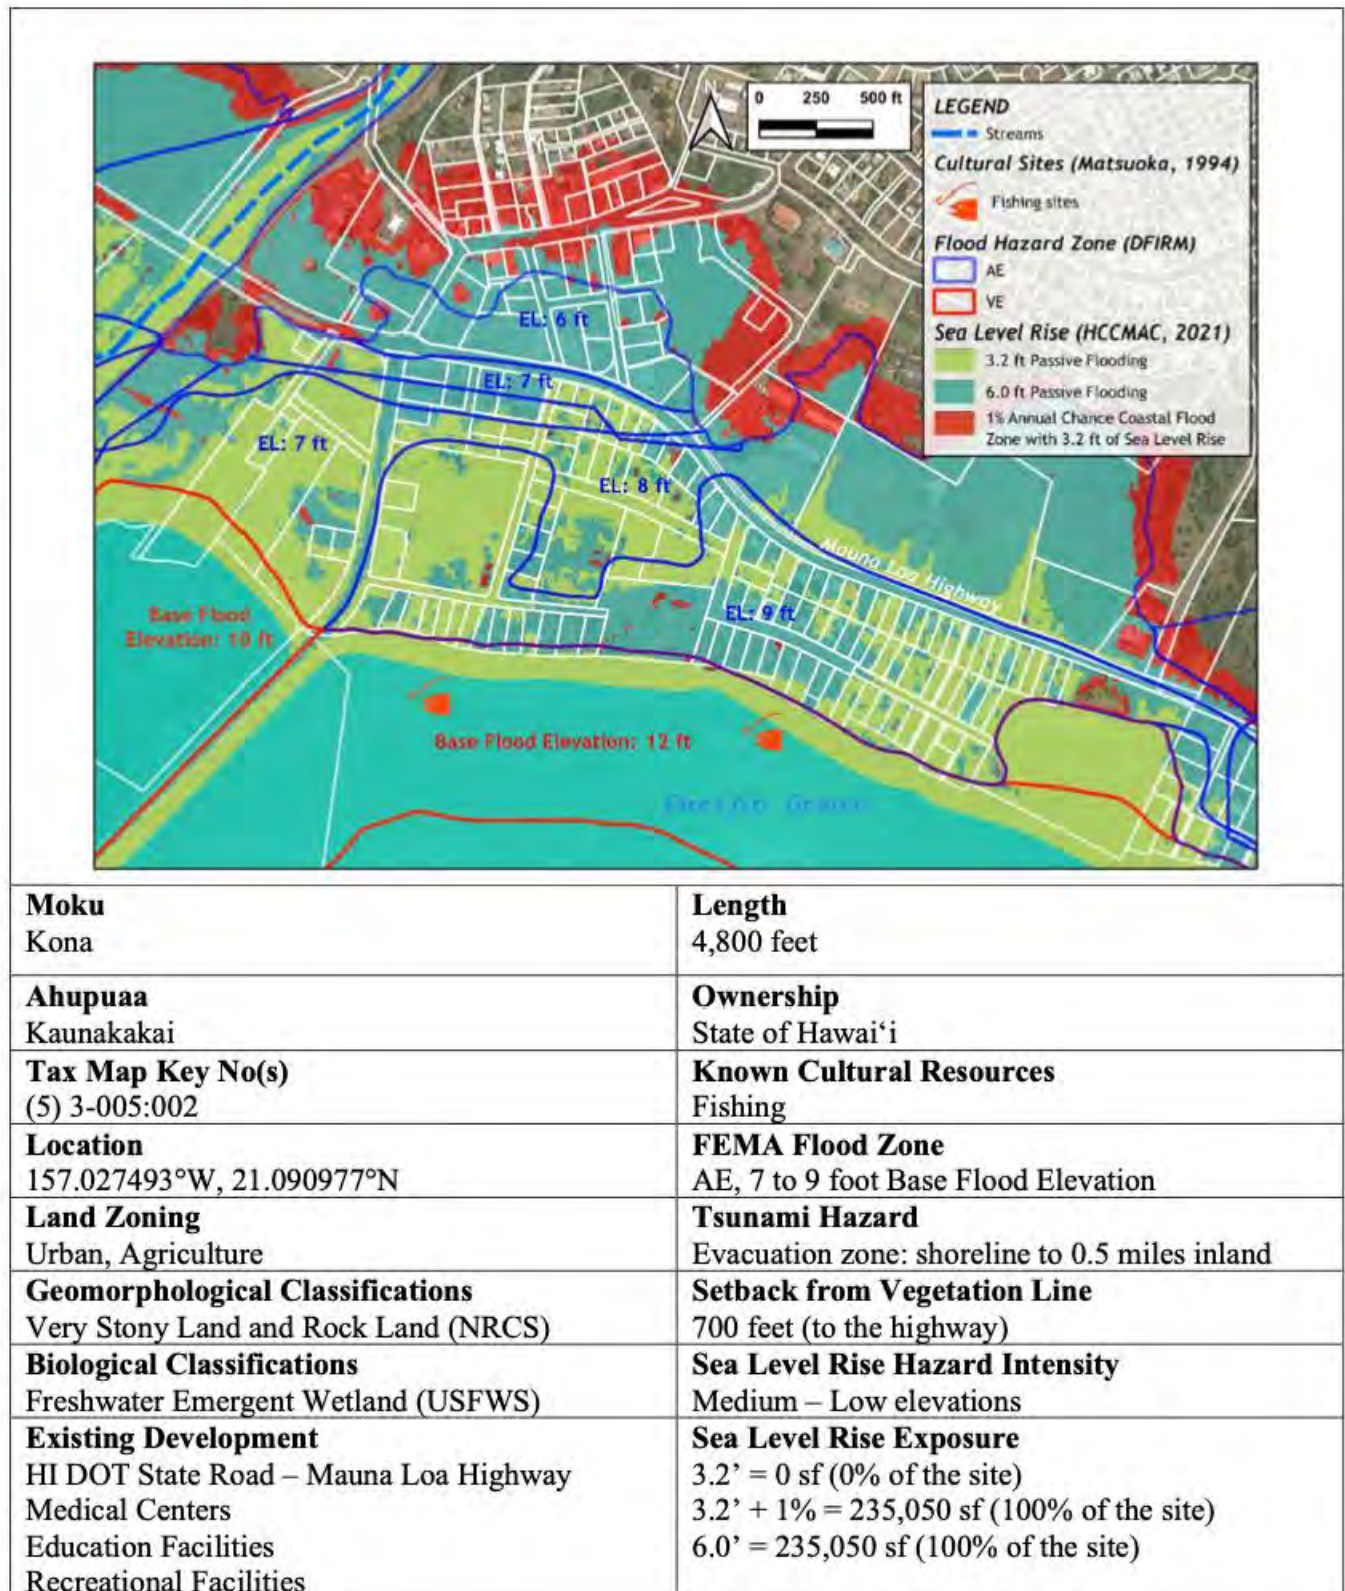 N
0 250 500 ft
LEGEND
Streams
Cultural Sites (Matsuoka, 1994)
Fishing sites
Flood Hazard Zone (DFIRM)
AE
VE
Sea Level Rise (HCCMAC, 2021)
3.2 ft Passive Flooding
6.0 ft Passive Flooding
1% Annual Chance Coastal Flood
Zone with 3.2 ft of Sea Level Rise
EL: 6 ft
EL: 7 ft
EL: 7 ft
EL: 8 ft
Mauna Loa Highway
EL: 9 ft
Base Flood
Elevation: 10 ft
Base Flood Elevation: 12 ft
Moku
Kona
Length
4,800 feet
Ahupuaa
Kaunakakai
Ownership
State of Hawai‘i
Tax Map Key No(s)
(5) 3-005:002
Known Cultural Resources
Fishing
Location
157.027493°W, 21.090977°N
FEMA Flood Zone
AE, 7 to 9 foot Base Flood Elevation
Land Zoning
Urban, Agriculture
Tsunami Hazard
Evacuation zone: shoreline to 0.5 miles inland
Geomorphological Classifications
Very Stony Land and Rock Land (NRCS)
Setback from Vegetation Line
700 feet (to the highway)
Biological Classifications
Freshwater Emergent Wetland (USFWS)
Sea Level Rise Hazard Intensity
Medium – Low elevations
Existing Development
HI DOT State Road – Mauna Loa Highway
Medical Centers
Education Facilities
Recreational Facilities
Sea Level Rise Exposure
3.2’ = 0 sf (0% of the site)
3.2’ + 1% = 235,050 sf (100% of the site)
6.0’ = 235,050 sf (100% of the site)